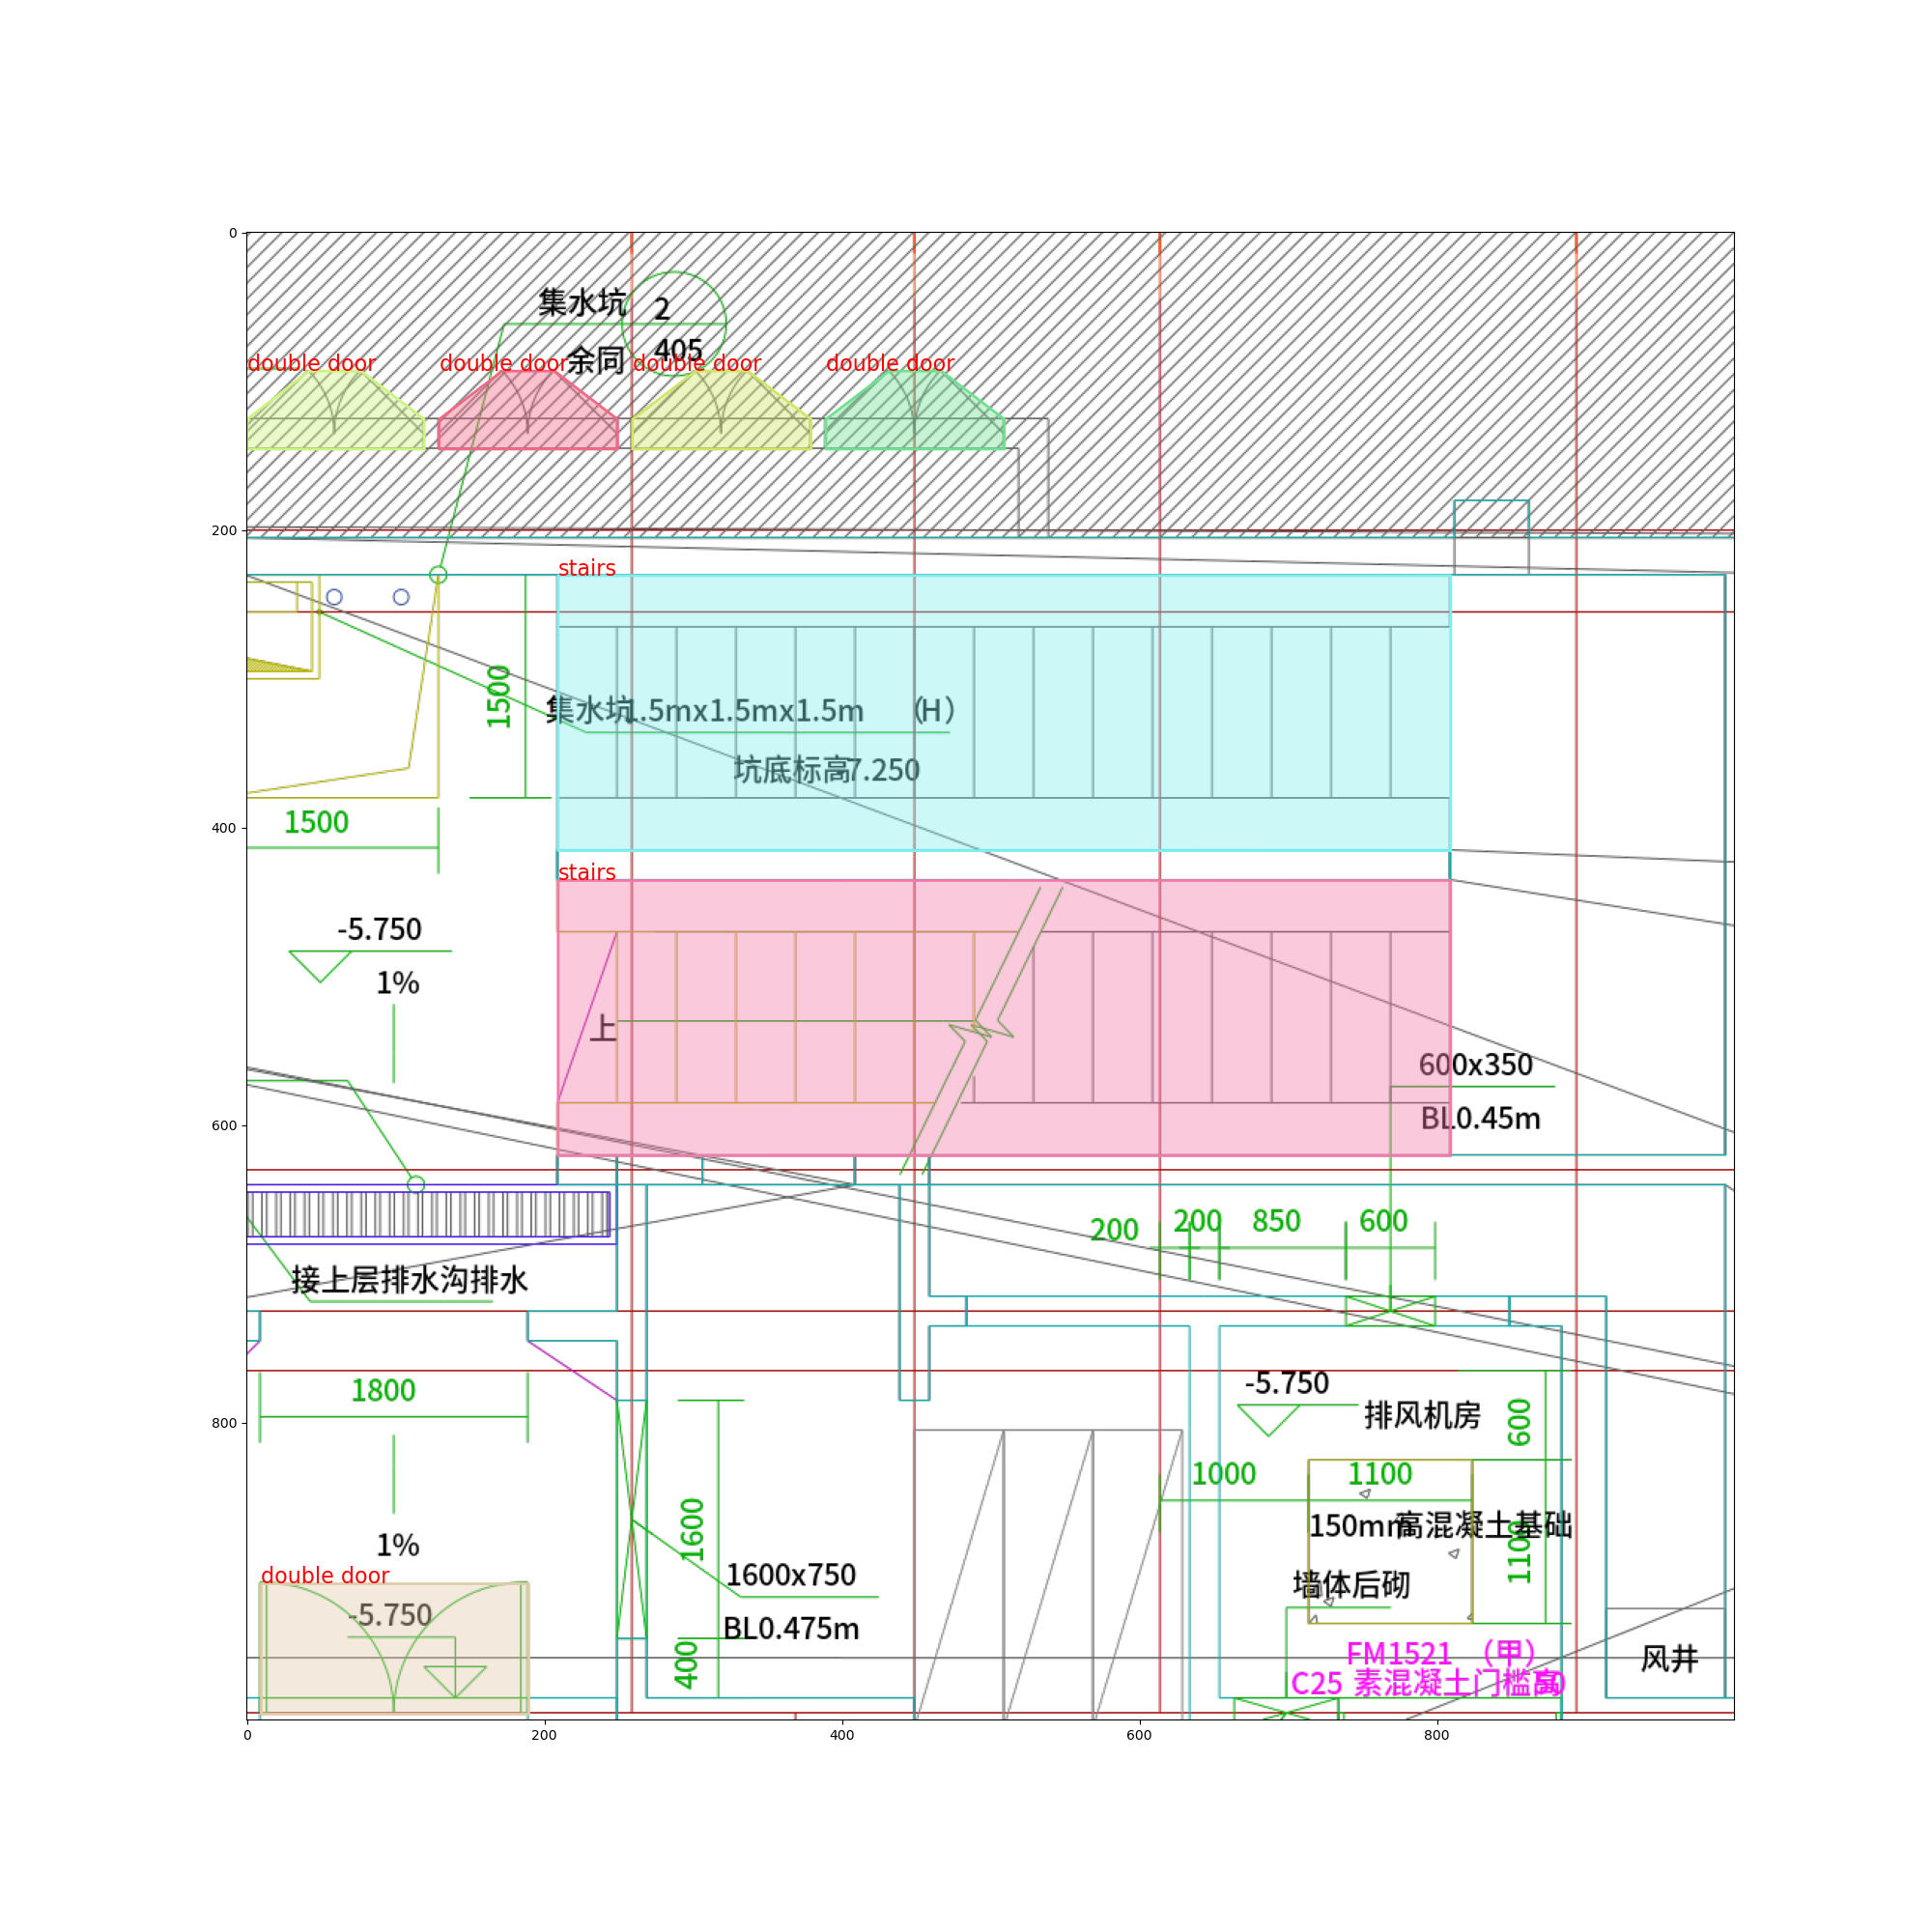 0
集水坑
2
余同
405
double door
double door
double door
double door
200
stairs
1500
集水坑1.5mx1.5mx1.5m （H）
坑底标高7.250
400
1500
stairs
-5.750
1%
上
600x350
BL0.45m
600
200
200
850
600
接上层排水沟排水
1800
-5.750
排风机房
600
800
1000
1100
1600
150mm高混凝土基础
1100
1%
double door
1600x750
墙体后砌
-5.750
BL0.475m
400
FM1521 （甲）
风井
C25 素混凝土门槛高
0
200
400
600
800